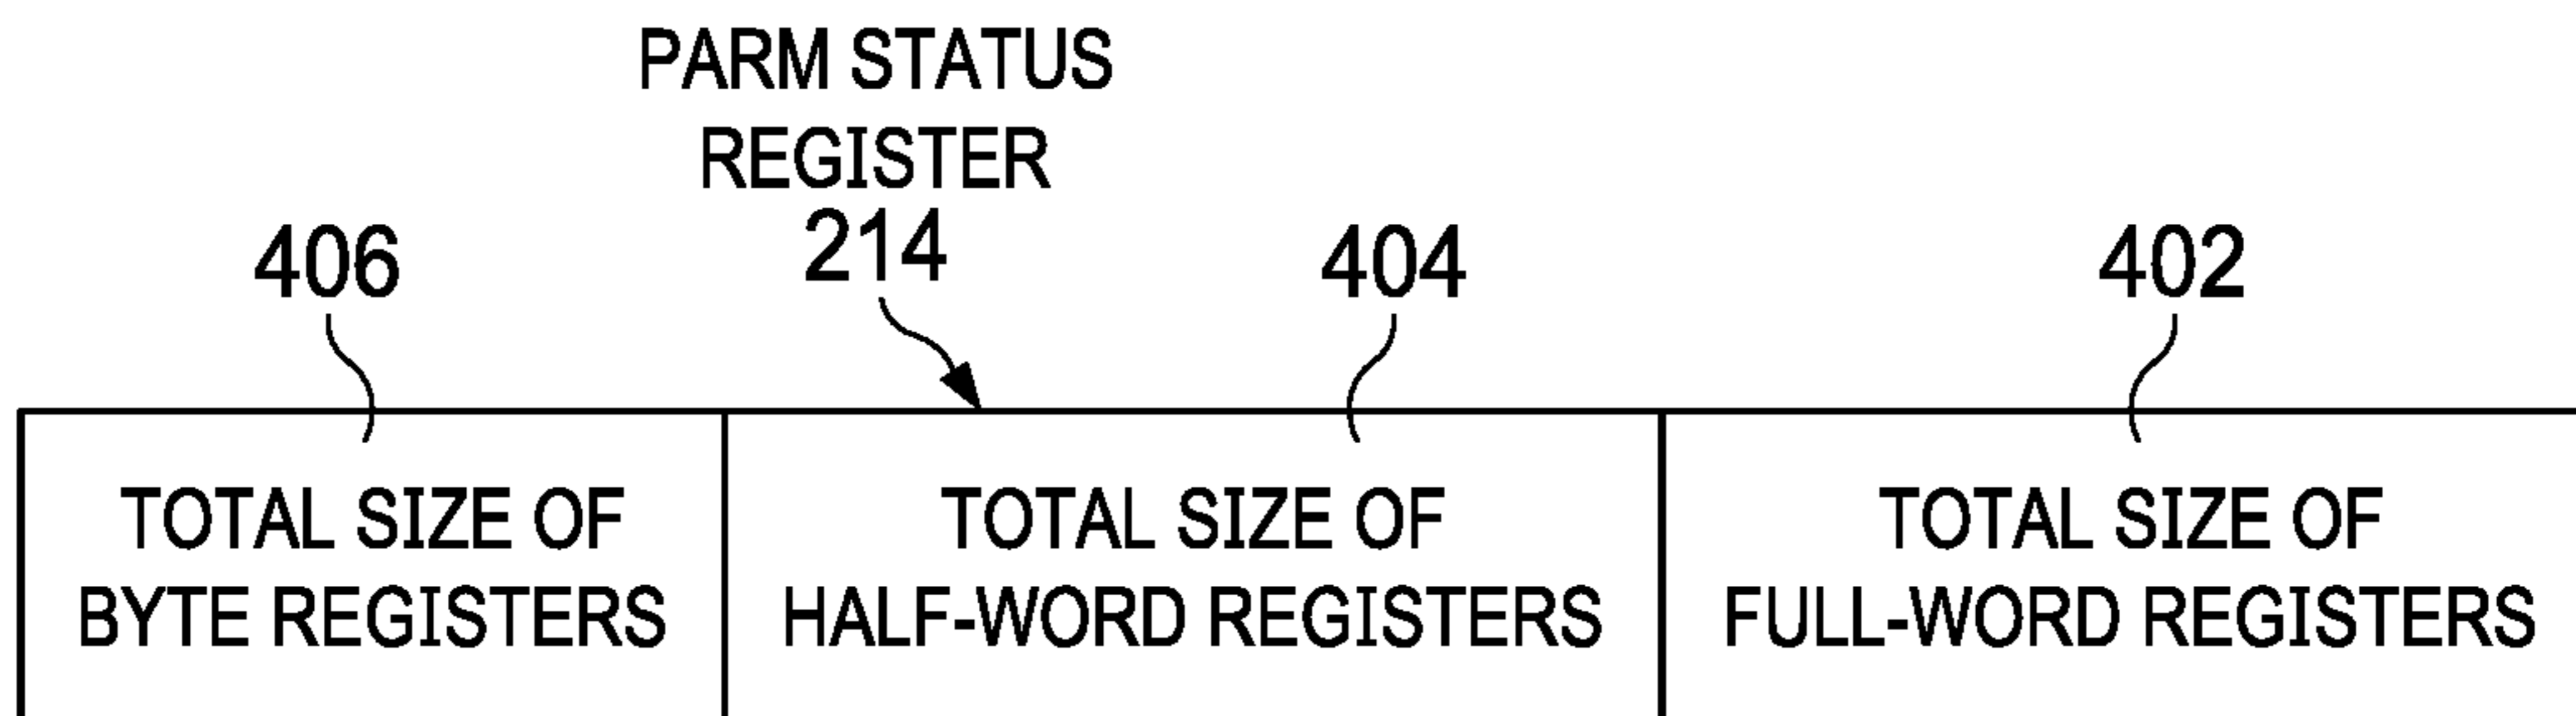 PARM STATUS
REGISTER
214
406
404
402
TOTAL SIZE OF
BYTE REGISTERS
TOTAL SIZE OF
HALF-WORD REGISTERS
TOTAL SIZE OF
FULL-WORD REGISTERS